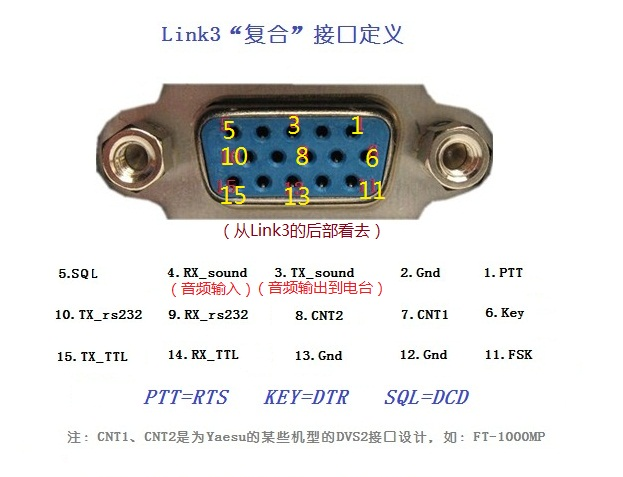 Link3“复合”接口定义
5 3 1
10 8 6
15 13 11
（从Link3的后部看去）
5.SQL 4.RX_sound 3.TX_sound 2.Gnd 1.PTT
（音频输入）（音频输出到电台）
10.TX_rs232 9.RX_rs232 8.CNT2 7.CNT1 6.Key
15.TX_TTL 14.RX_TTL 13.Gnd 12.Gnd 11.FSK
PTT=RTS KEY=DTR SQL=DCD
注：CNT1、CNT2是为Yaesu的某些机型的DVS2接口设计，如：FT-1000MP